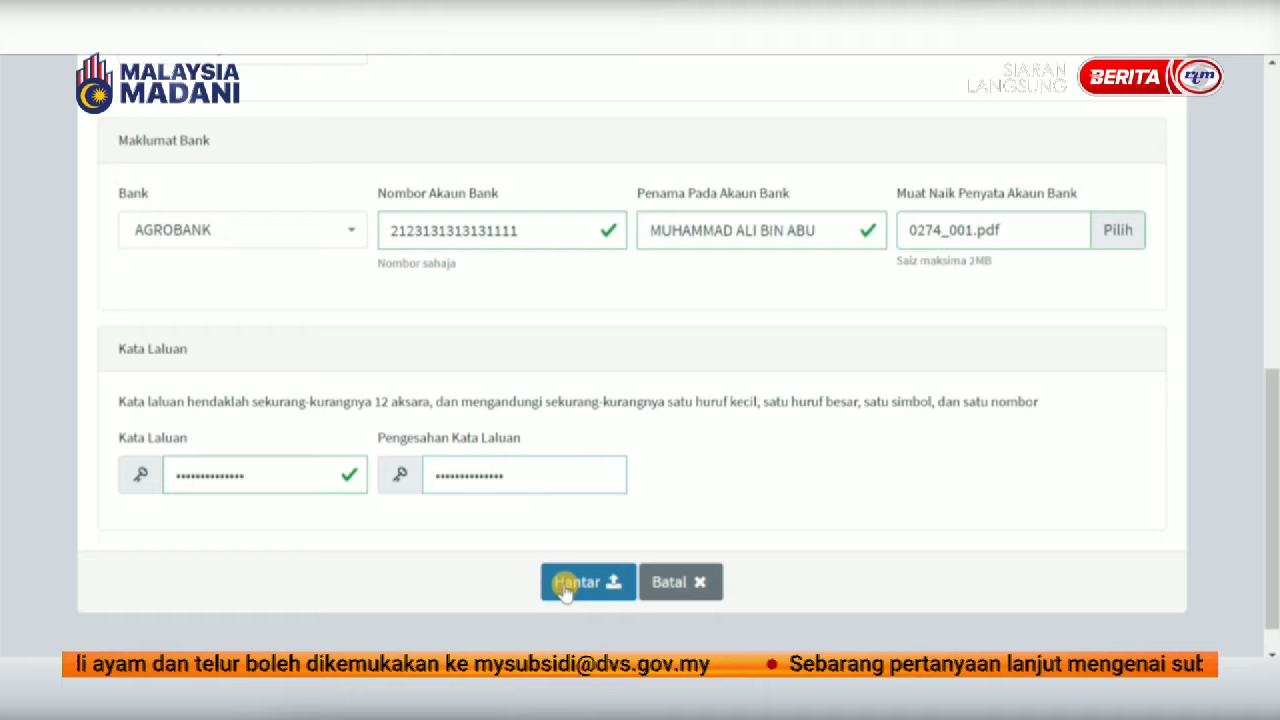 MALAYSIA
MADANI
SIARAN
LANGSUNG
BERITA rtm
Maklumat Bank
Bank
Nombor Akaun Bank
Penama Pada Akaun Bank
Muat Naik Penyata Akaun Bank
AGROBANK
2123131313131111
MUHAMMAD ALI BIN ABU
0274_001.pdf
Pilih
Nombor sahaja
Saiz maksima 2MB
Kata Laluan
Kata laluan hendaklah sekurang-kurangnya 12 aksara, dan mengandungi sekurang-kurangnya satu huruf kecil, satu huruf besar, satu simbol, dan satu nombor
Kata Laluan
Pengesahan Kata Laluan
Hantar
Batal
li ayam dan telur boleh dikemukakan ke mysubsidi@dvs.gov.my • Sebarang pertanyaan lanjut mengenai sub